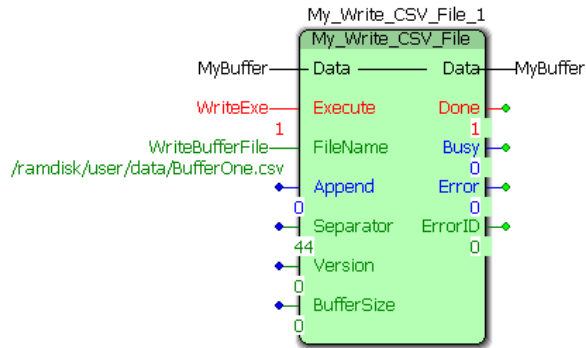 My_Write_CSV_File_1
My_Write_CSV_File
MyBuffer Data Data MyBuffer
WriteExe Execute Done
1 1
WriteBufferFile FileName Busy
/ramdisk/user/data/BufferOne.csv 0
Append Error
0 0
Separator ErrorID
44 0
Version
0
BufferSize
0